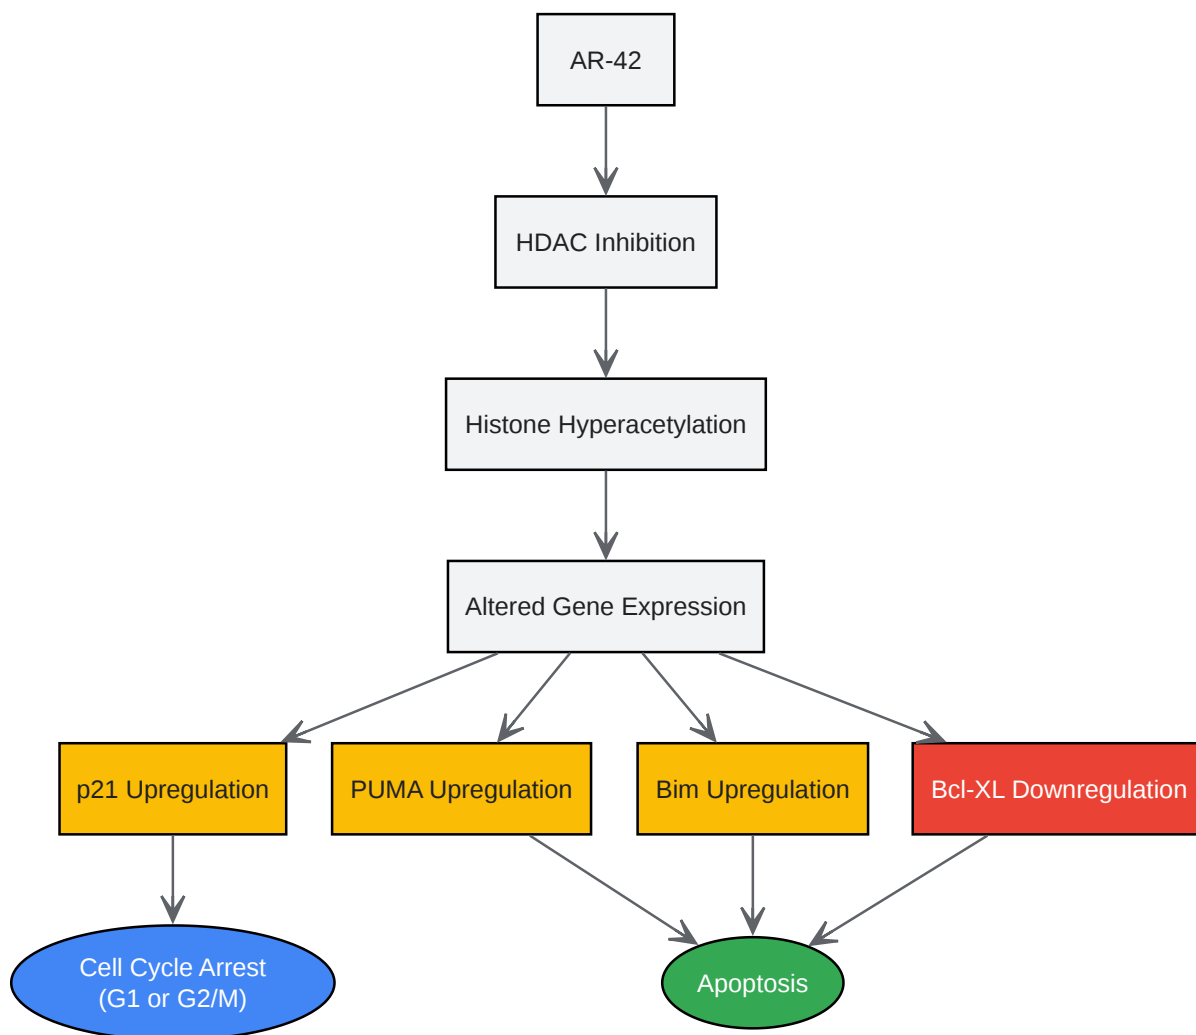 AR-42
HDAC Inhibition
Histone Hyperacetylation
Altered Gene Expression
p21 Upregulation
PUMA Upregulation
Bim Upregulation
Bcl-XL Downregulation
Cell Cycle Arrest
(G1 or G2/M)
Apoptosis